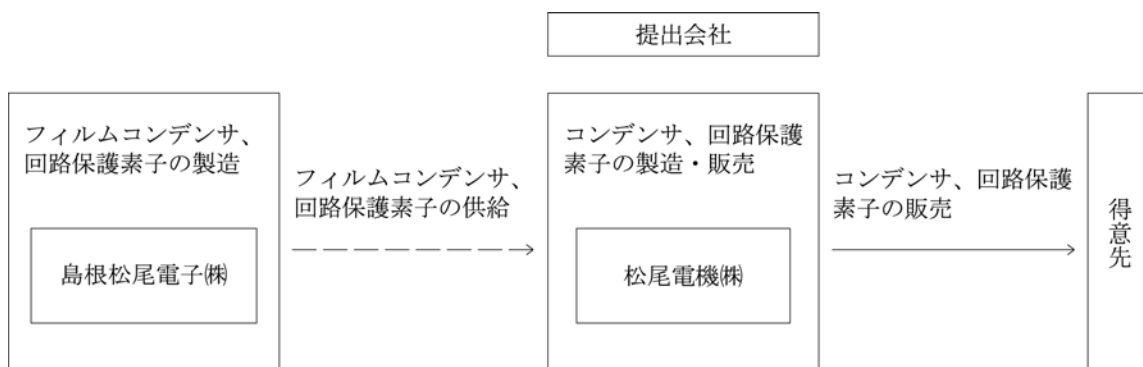 提出会社
フィルムコンデンサ、
回路保護素子の製造
島根松尾電子㈱
フィルムコンデンサ、
回路保護素子の供給
コンデンサ、回路保護
素子の製造・販売
松尾電機㈱
コンデンサ、回路保護
素子の販売
得意先